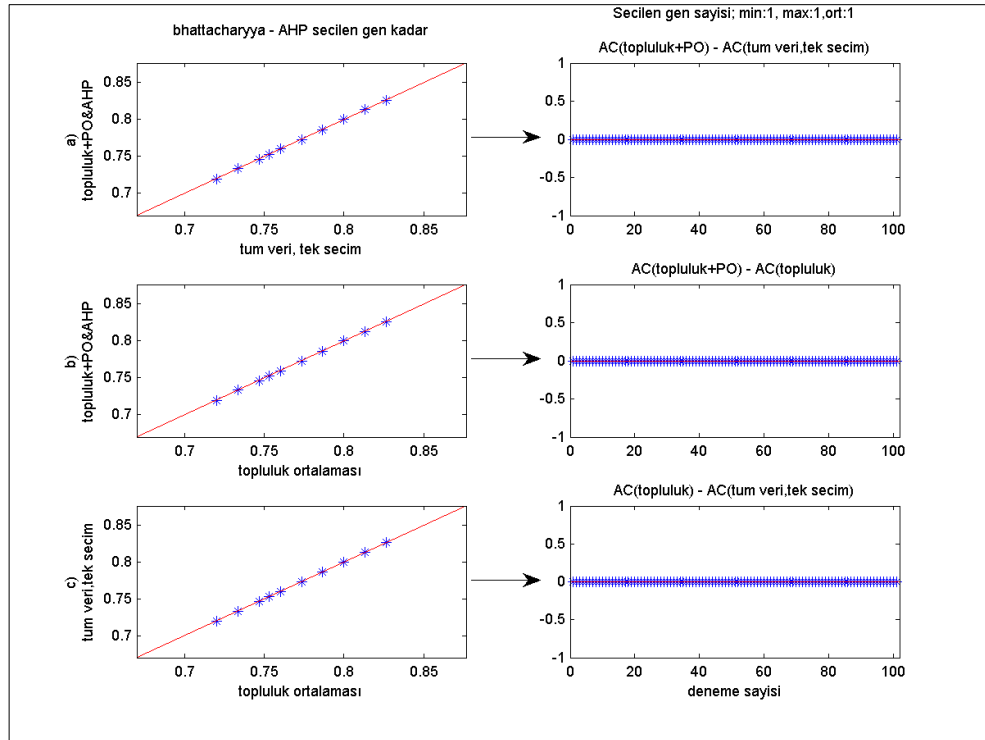 bhattacharyya - AHP secilen gen kadar
Secilen gen sayisi; min:1, max:1,ort:1
a)
topluluk+PO&AHP
0.85
0.8
0.75
0.7
0.7 0.75 0.8 0.85
tum veri, tek secim
AC(topluluk+PO) - AC(tum veri,tek secim)
1
0.5
0
-0.5
-1
0 20 40 60 80 100
b)
topluluk+PO&AHP
0.85
0.8
0.75
0.7
0.7 0.75 0.8 0.85
topluluk ortalaması
AC(topluluk+PO) - AC(topluluk)
1
0.5
0
-0.5
-1
0 20 40 60 80 100
c)
tum veri,tek secim
0.85
0.8
0.75
0.7
0.7 0.75 0.8 0.85
topluluk ortalaması
AC(topluluk) - AC(tum veri,tek secim)
1
0.5
0
-0.5
-1
0 20 40 60 80 100
deneme sayisi